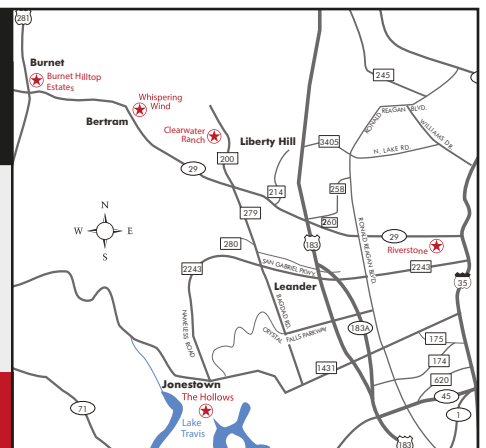 281
Burnet
Burnet Hilltop
Estates
245
Whispering
Wind
RONALD REAGAN BLVD.
WILLIAMS DR.
Bertram
Clearwater
Ranch
Liberty Hill
3405
N. LAKE RD.
200
29
214
258
279
260
N
W E
S
280
183
RONALD REAGAN BLVD.
29
Riverstone
2243
SAN GABRIEL PKWY.
2243
35
Leander
NAMELESS ROAD
BAGDAD RD.
CRYSTAL FALLS PARKWAY
183A
175
174
1431
620
Jonestown
The Hollows
45
71
Lake
Travis
1
183